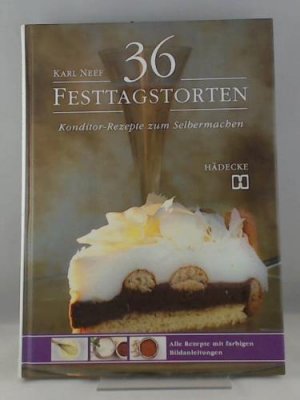 KARL NEEF
36
FESTTAGSTORTEN
Konditor-Rezepte zum Selbermachen
HÄDECKE
Alle Rezepte mit farbigen
Bildanleitungen